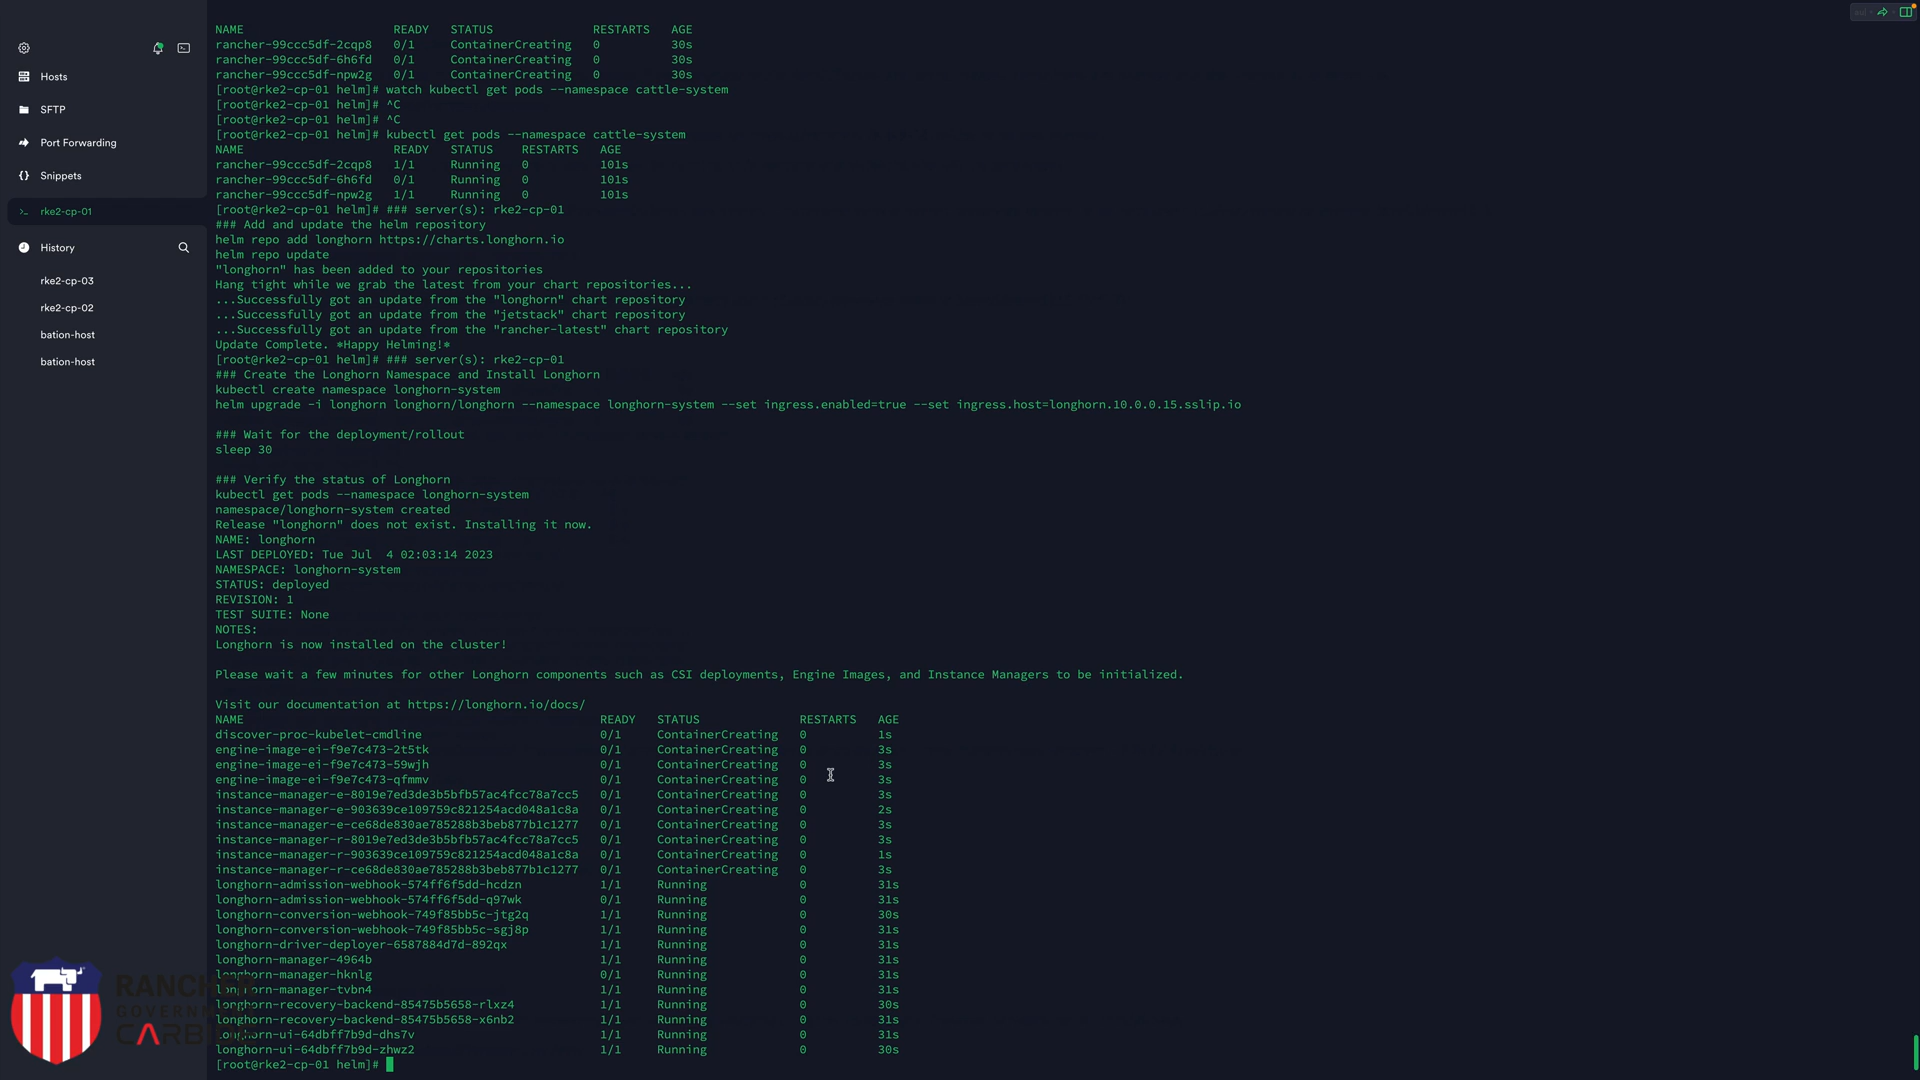 Hosts
SFTP
Port Forwarding
Snippets
rke2-cp-01
History
rke2-cp-03
rke2-cp-02
bation-host
bation-host
NAME READY STATUS RESTARTS AGE
rancher-99ccc5df-2cqp8 0/1 ContainerCreating 0 30s
rancher-99ccc5df-6h6fd 0/1 ContainerCreating 0 30s
rancher-99ccc5df-npw2g 0/1 ContainerCreating 0 30s
[root@rke2-cp-01 helm]# watch kubectl get pods --namespace cattle-system
[root@rke2-cp-01 helm]# ^C
[root@rke2-cp-01 helm]# ^C
[root@rke2-cp-01 helm]# kubectl get pods --namespace cattle-system
NAME READY STATUS RESTARTS AGE
rancher-99ccc5df-2cqp8 1/1 Running 0 101s
rancher-99ccc5df-6h6fd 0/1 Running 0 101s
rancher-99ccc5df-npw2g 1/1 Running 0 101s
[root@rke2-cp-01 helm]# ### server(s): rke2-cp-01
### Add and update the helm repository
helm repo add longhorn https://charts.longhorn.io
helm repo update
"longhorn" has been added to your repositories
Hang tight while we grab the latest from your chart repositories...
...Successfully got an update from the "longhorn" chart repository
...Successfully got an update from the "jetstack" chart repository
...Successfully got an update from the "rancher-latest" chart repository
Update Complete. *Happy Helming!*
[root@rke2-cp-01 helm]# ### server(s): rke2-cp-01
### Create the Longhorn Namespace and Install Longhorn
kubectl create namespace longhorn-system
helm upgrade -i longhorn longhorn/longhorn --namespace longhorn-system --set ingress.enabled=true --set ingress.host=longhorn.10.0.0.15.sslip.io
### Wait for the deployment/rollout
sleep 30
### Verify the status of Longhorn
kubectl get pods --namespace longhorn-system
namespace/longhorn-system created
Release "longhorn" does not exist. Installing it now.
NAME: longhorn
LAST DEPLOYED: Tue Jul  4 02:03:14 2023
NAMESPACE: longhorn-system
STATUS: deployed
REVISION: 1
TEST SUITE: None
NOTES:
Longhorn is now installed on the cluster!
Please wait a few minutes for other Longhorn components such as CSI deployments, Engine Images, and Instance Managers to be initialized.
Visit our documentation at https://longhorn.io/docs/
NAME READY STATUS RESTARTS AGE
discover-proc-kubelet-cmdline 0/1 ContainerCreating 0 1s
engine-image-ei-f9e7c473-2t5tk 0/1 ContainerCreating 0 3s
engine-image-ei-f9e7c473-59wjh 0/1 ContainerCreating 0 3s
engine-image-ei-f9e7c473-qfmmv 0/1 ContainerCreating 0 3s
instance-manager-e-8019e7ed3de3b5bfb57ac4fcc78a7cc5 0/1 ContainerCreating 0 3s
instance-manager-e-903639ce109759c821254acd048a1c8a 0/1 ContainerCreating 0 2s
instance-manager-e-ce68de830ae785288b3beb877b1c1277 0/1 ContainerCreating 0 3s
instance-manager-r-8019e7ed3de3b5bfb57ac4fcc78a7cc5 0/1 ContainerCreating 0 3s
instance-manager-r-903639ce109759c821254acd048a1c8a 0/1 ContainerCreating 0 1s
instance-manager-r-ce68de830ae785288b3beb877b1c1277 0/1 ContainerCreating 0 3s
longhorn-admission-webhook-574ff6f5dd-hcdzn 1/1 Running 0 31s
longhorn-admission-webhook-574ff6f5dd-q97wk 0/1 Running 0 31s
longhorn-conversion-webhook-749f85bb5c-jtg2q 1/1 Running 0 30s
longhorn-conversion-webhook-749f85bb5c-sgj8p 1/1 Running 0 31s
longhorn-driver-deployer-6587884d7d-892qx 1/1 Running 0 31s
longhorn-manager-4964b 1/1 Running 0 31s
longhorn-manager-hknlg 0/1 Running 0 31s
longhorn-manager-tvbn4 1/1 Running 0 31s
longhorn-recovery-backend-85475b5658-rlxz4 1/1 Running 0 30s
longhorn-recovery-backend-85475b5658-x6nb2 1/1 Running 0 31s
longhorn-ui-64dbff7b9d-dhs7v 1/1 Running 0 31s
longhorn-ui-64dbff7b9d-zhwz2 1/1 Running 0 30s
[root@rke2-cp-01 helm]#